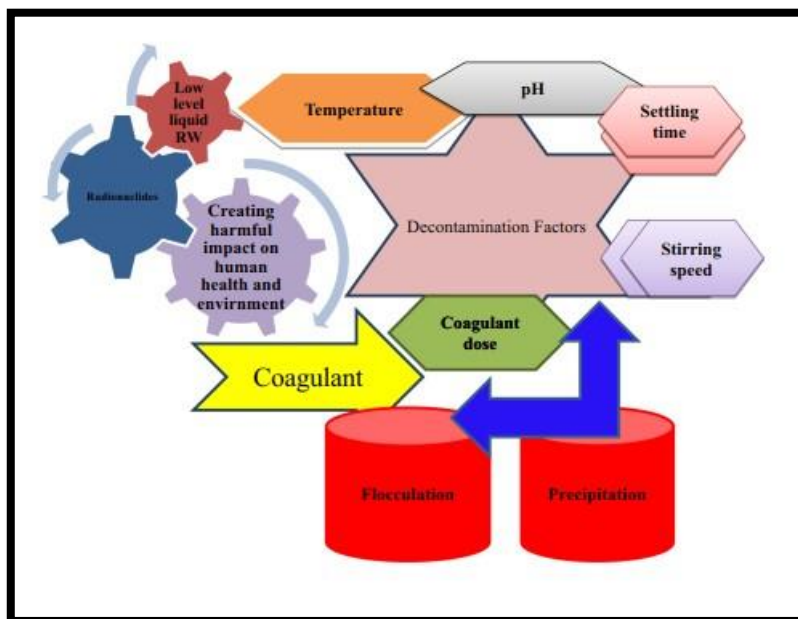 Low
level
liquid
RW
Temperature
pH
Settling
time
Radionuclides
Creating
harmful
impact on
human
health and
envirnment
Decontamination Factors
Stirring
speed
Coagulant
dose
Coagulant
Flocculation
Precipitation